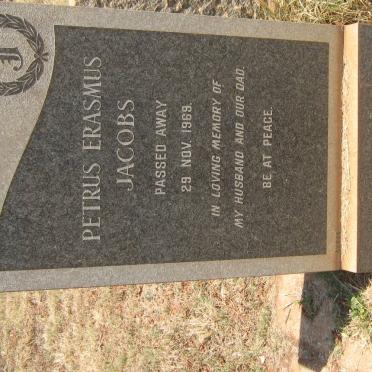 J
PETRUS ERASMUS
JACOBS
PASSED AWAY
29 NOV. 1969.
IN LOVING MEMORY OF
MY HUSBAND AND OUR DAD.
BE AT PEACE.